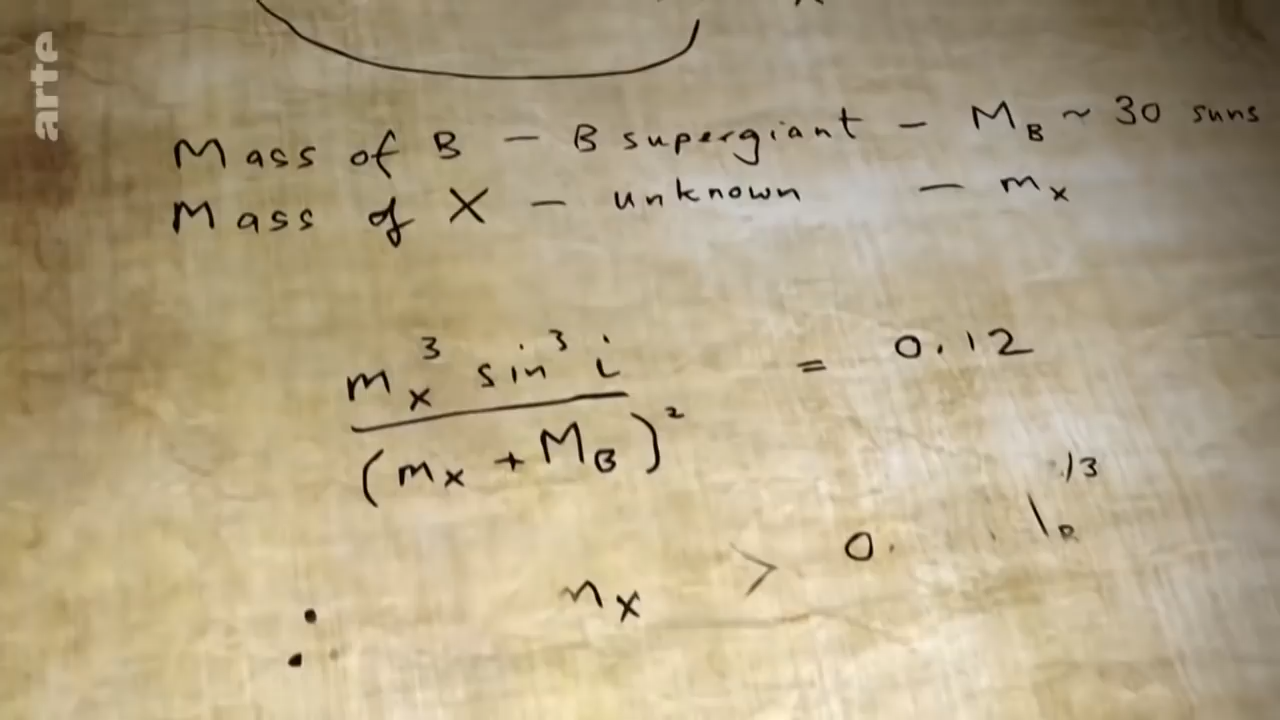 arte
Mass of B – B supergiant – M_B ~ 30 suns
Mass of X – unknown – m_x
m_x^3 sin^3 i
= 0.12
(m_x + M_B)^2
m_x > 0.